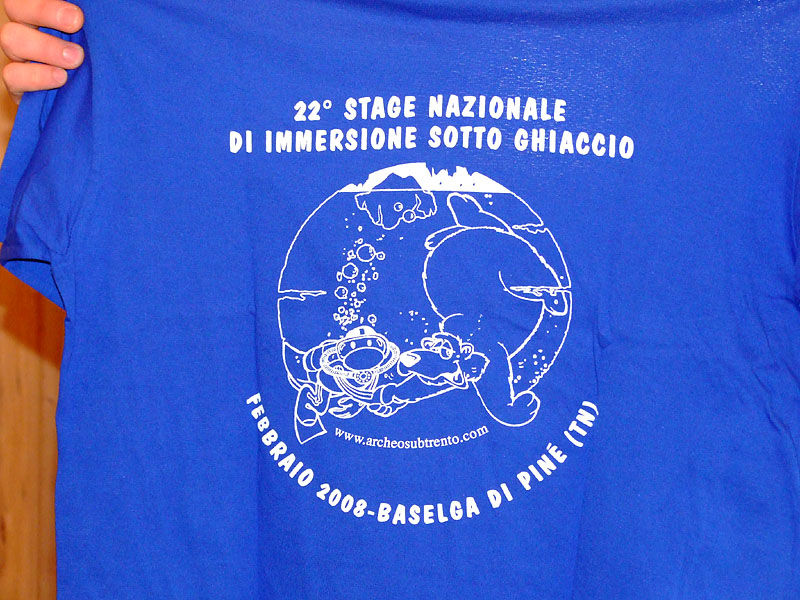 22° STAGE NAZIONALE
DI IMMERSIONE SOTTO GHIACCIO
www.archeosubtrento.com
FEBBRAIO 2008-BASELGA DI PINÉ (TN)